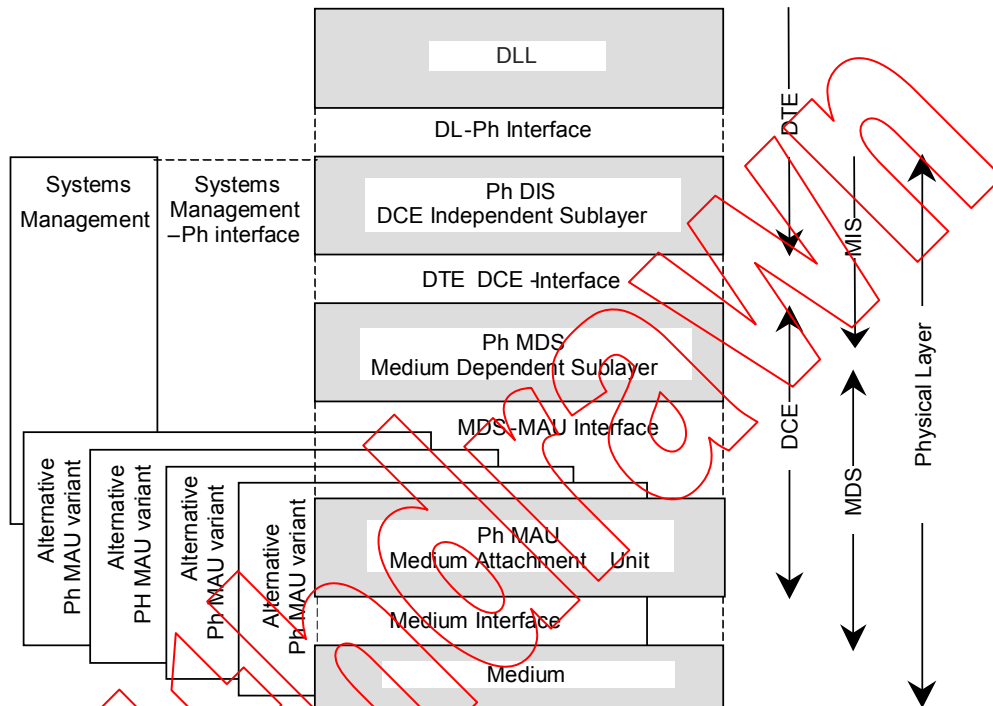 DLL
DL-Ph Interface
Systems
Management
Systems
Management
–Ph interface
Ph DIS
DCE Independent Sublayer
DTE DCE -Interface
Ph MDS
Medium Dependent Sublayer
MDS-MAU Interface
Alternative
Ph MAU variant
Alternative
PH MAU variant
Alternative
Ph MAU variant
Alternative
Ph MAU variant
Ph MAU
Medium Attachment Unit
Medium Interface
Medium
DTE
MIS
DCE
MDS
Physical Layer